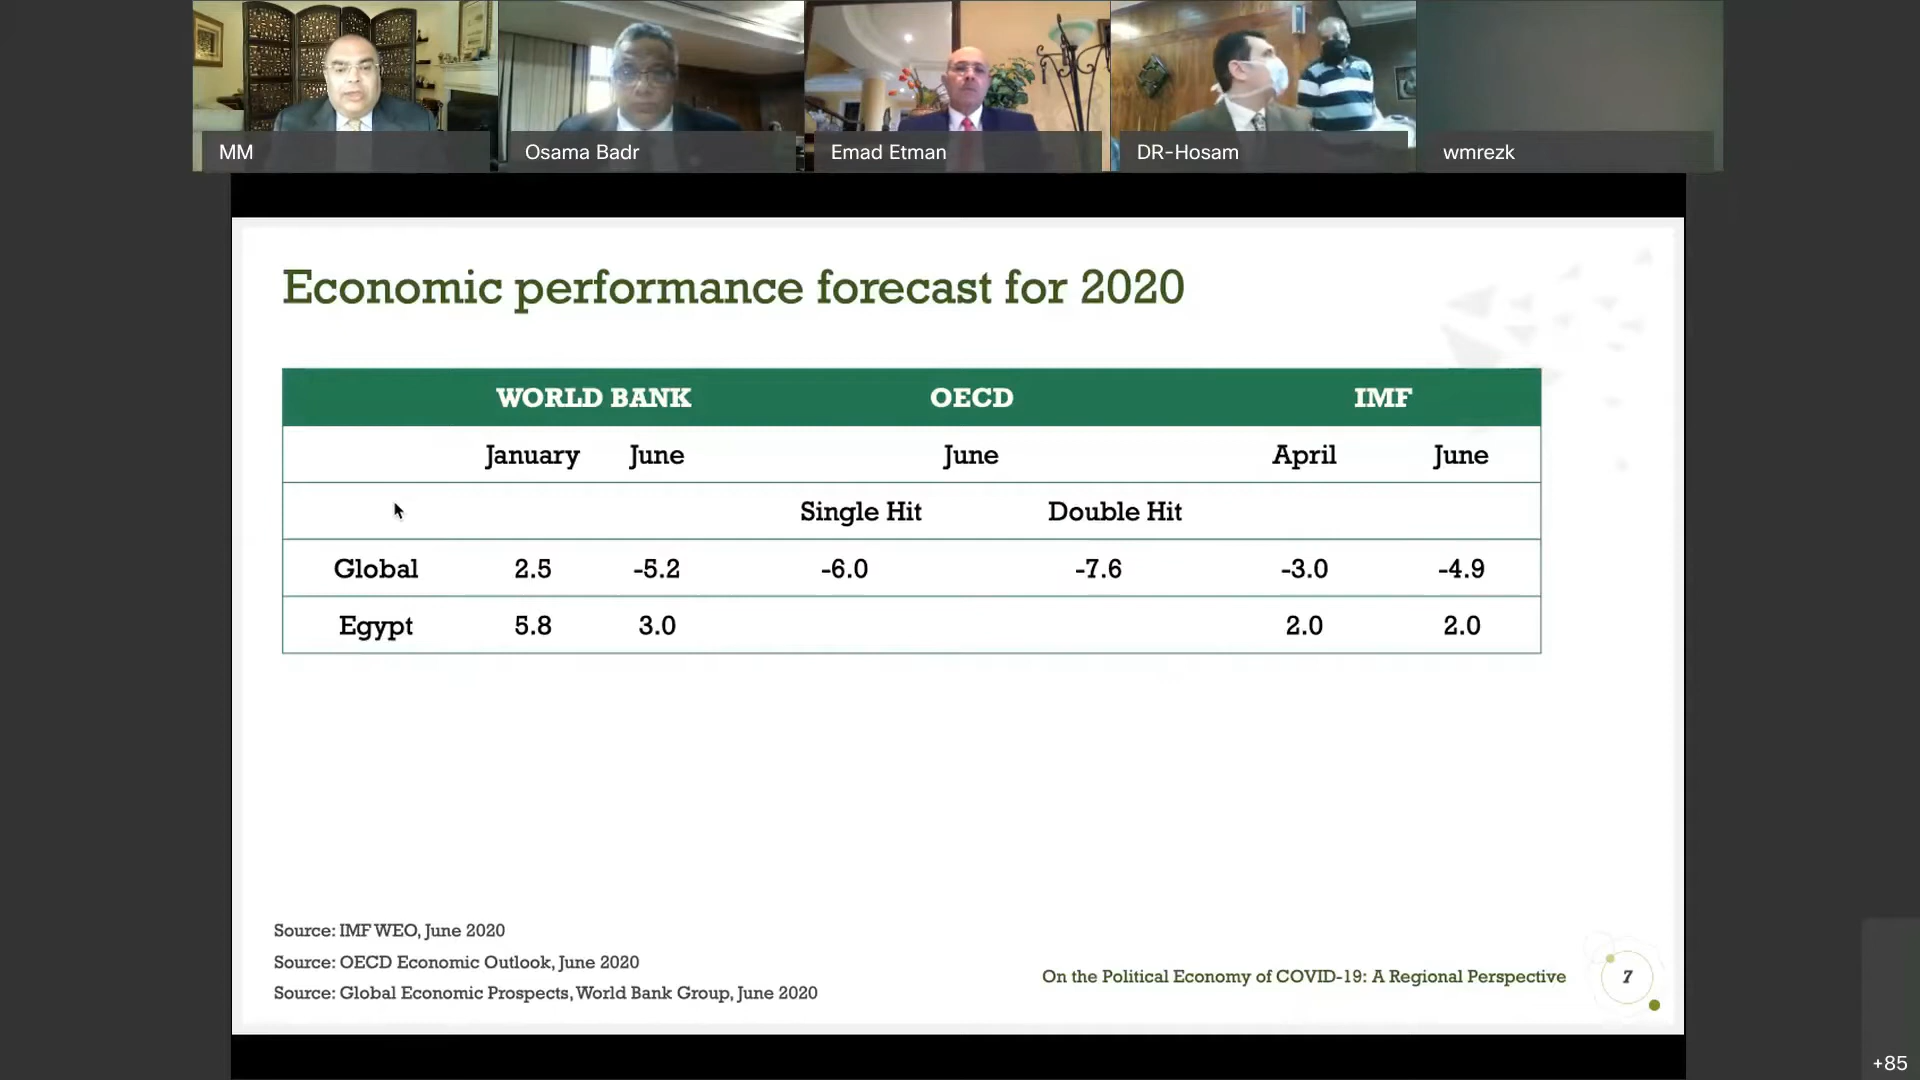 MM
Osama Badr
Emad Etman
DR-Hosam
wmrezk
Economic performance forecast for 2020
WORLD BANK OECD IMF
January June June April June
Single Hit Double Hit
Global 2.5 -5.2 -6.0 -7.6 -3.0 -4.9
Egypt 5.8 3.0 2.0 2.0
Source: IMF WEO, June 2020
Source: OECD Economic Outlook, June 2020
Source: Global Economic Prospects, World Bank Group, June 2020
On the Political Economy of COVID-19: A Regional Perspective
7
+85